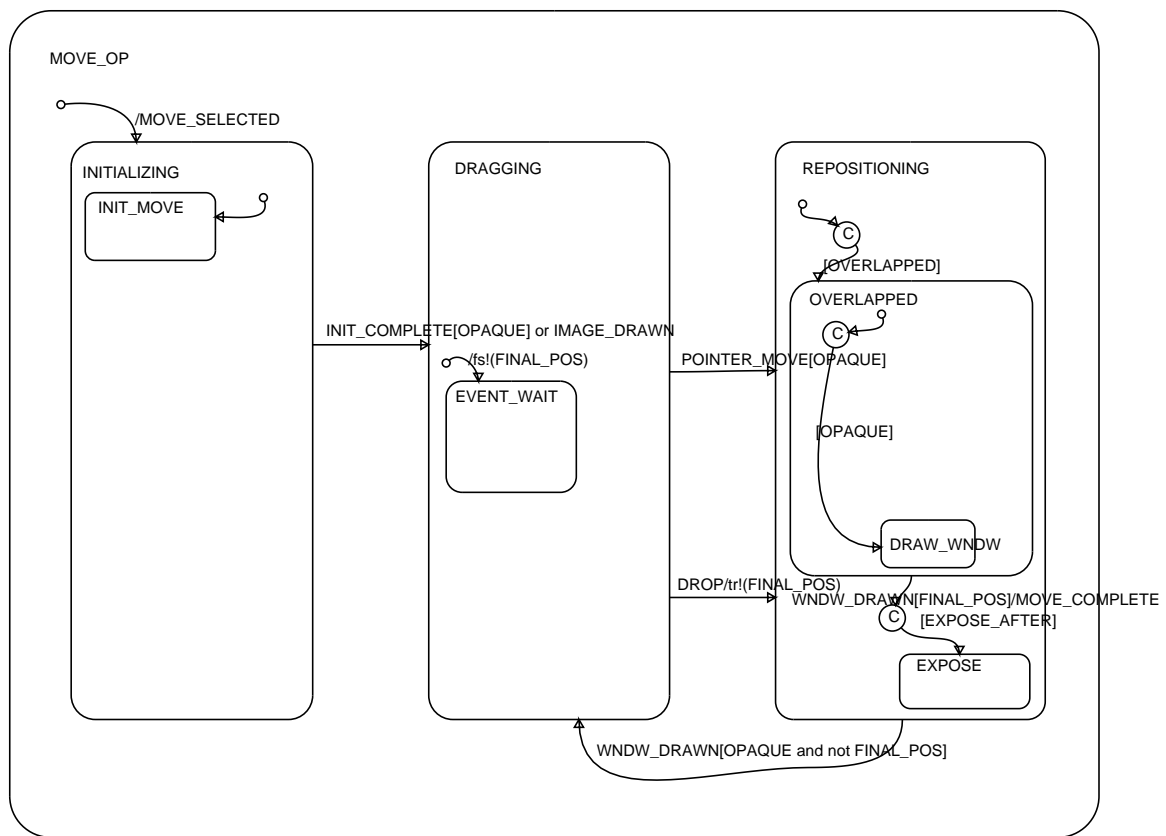 MOVE_OP
/MOVE_SELECTED
INITIALIZING
INIT_MOVE
DRAGGING
REPOSITIONING
C
[OVERLAPPED]
OVERLAPPED
C
INIT_COMPLETE[OPAQUE] or IMAGE_DRAWN
/fs!(FINAL_POS)
POINTER_MOVE[OPAQUE]
EVENT_WAIT
[OPAQUE]
DRAW_WNDW
DROP/tr!(FINAL_POS)
WNDW_DRAWN[FINAL_POS]/MOVE_COMPLETE
C
[EXPOSE_AFTER]
EXPOSE
WNDW_DRAWN[OPAQUE and not FINAL_POS]